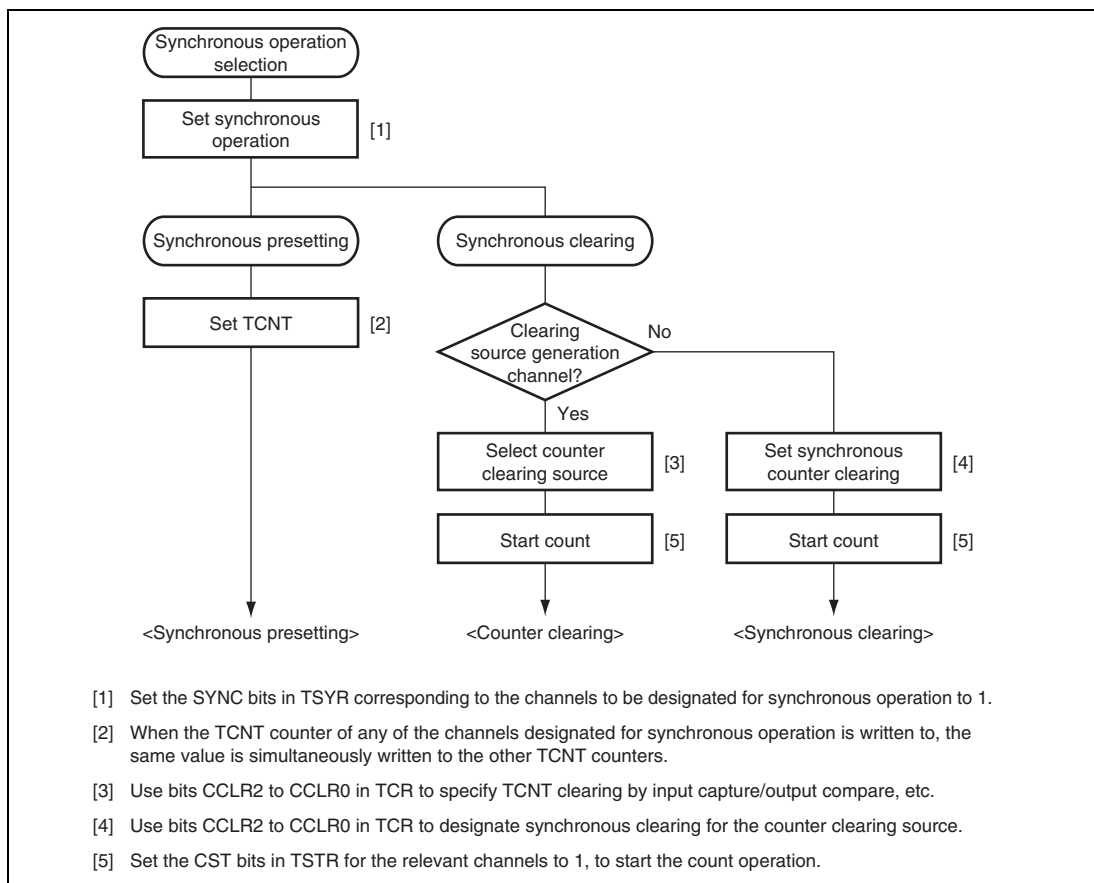 Synchronous operation
selection
Set synchronous
operation
[1]
Synchronous presetting
Synchronous clearing
Set TCNT
[2]
Clearing
source generation
channel?
No
Yes
Select counter
clearing source
[3]
Set synchronous
counter clearing
[4]
Start count
[5]
Start count
[5]
<Synchronous presetting>
<Counter clearing>
<Synchronous clearing>
[1] Set the SYNC bits in TSYR corresponding to the channels to be designated for synchronous operation to 1.
[2] When the TCNT counter of any of the channels designated for synchronous operation is written to, the
same value is simultaneously written to the other TCNT counters.
[3] Use bits CCLR2 to CCLR0 in TCR to specify TCNT clearing by input capture/output compare, etc.
[4] Use bits CCLR2 to CCLR0 in TCR to designate synchronous clearing for the counter clearing source.
[5] Set the CST bits in TSTR for the relevant channels to 1, to start the count operation.